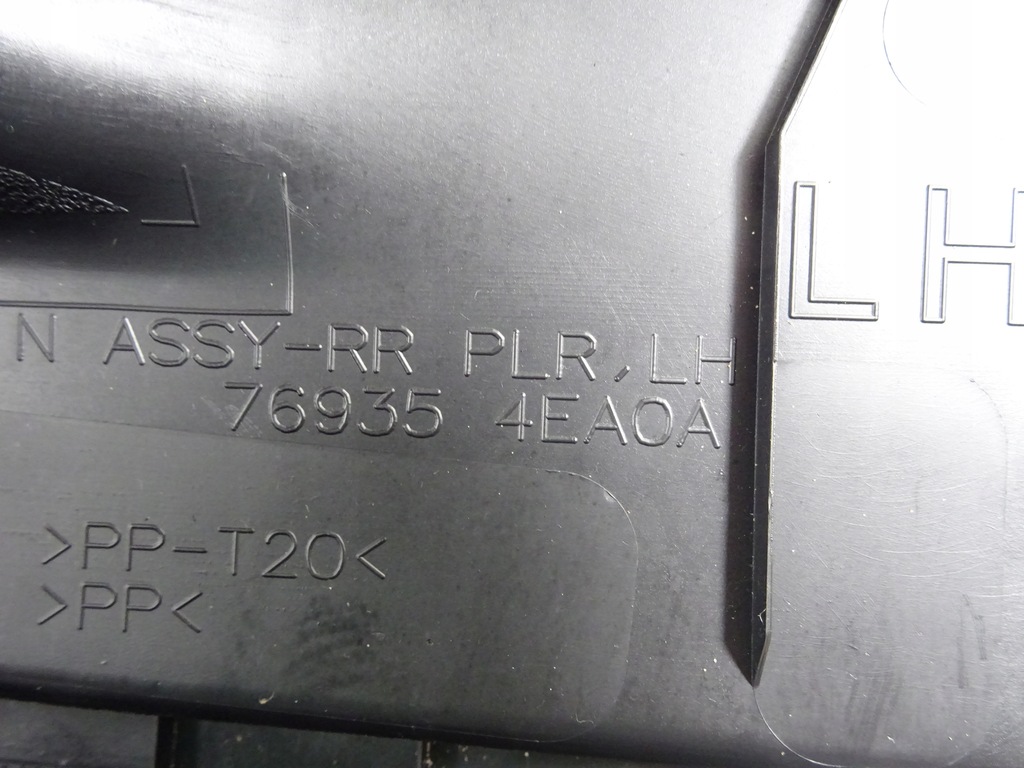 LH
N ASSY-RR PLR, LH
76935 4EA0A
>PP-T20<
>PP<